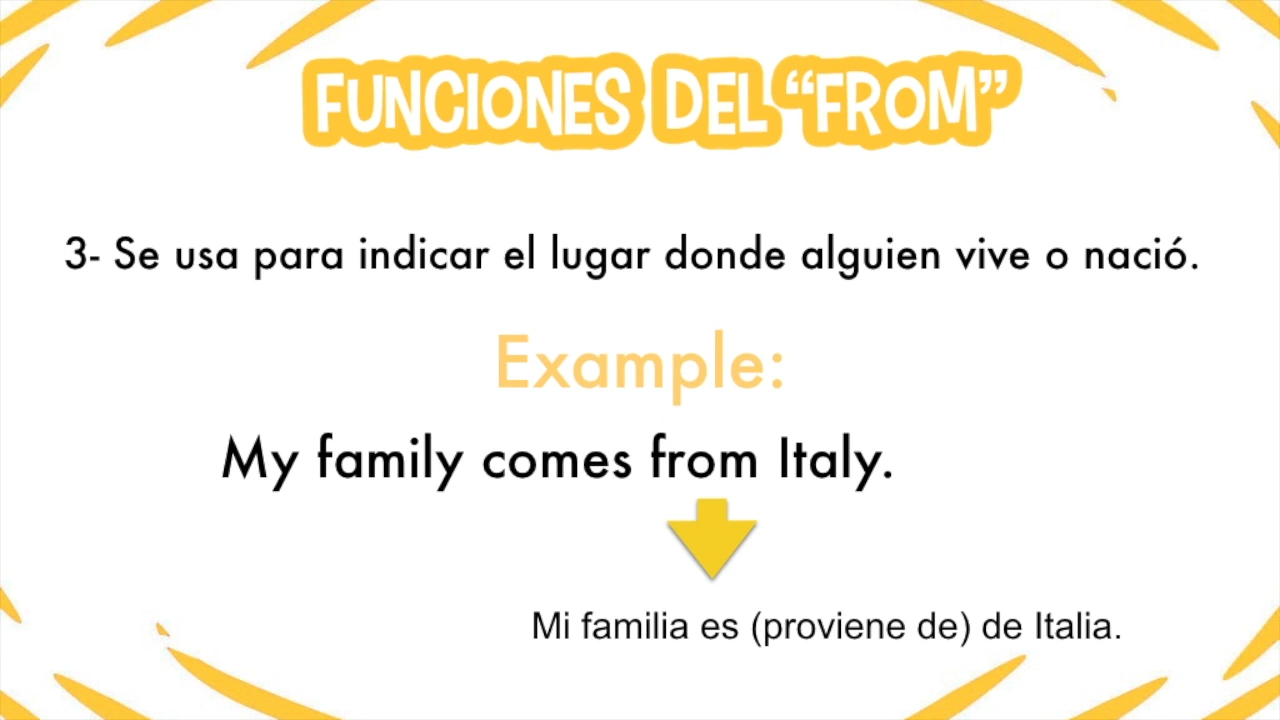 FUNCIONES DEL “FROM”
3- Se usa para indicar el lugar donde alguien vive o nació.
Example:
My family comes from Italy.
Mi familia es (proviene de) de Italia.